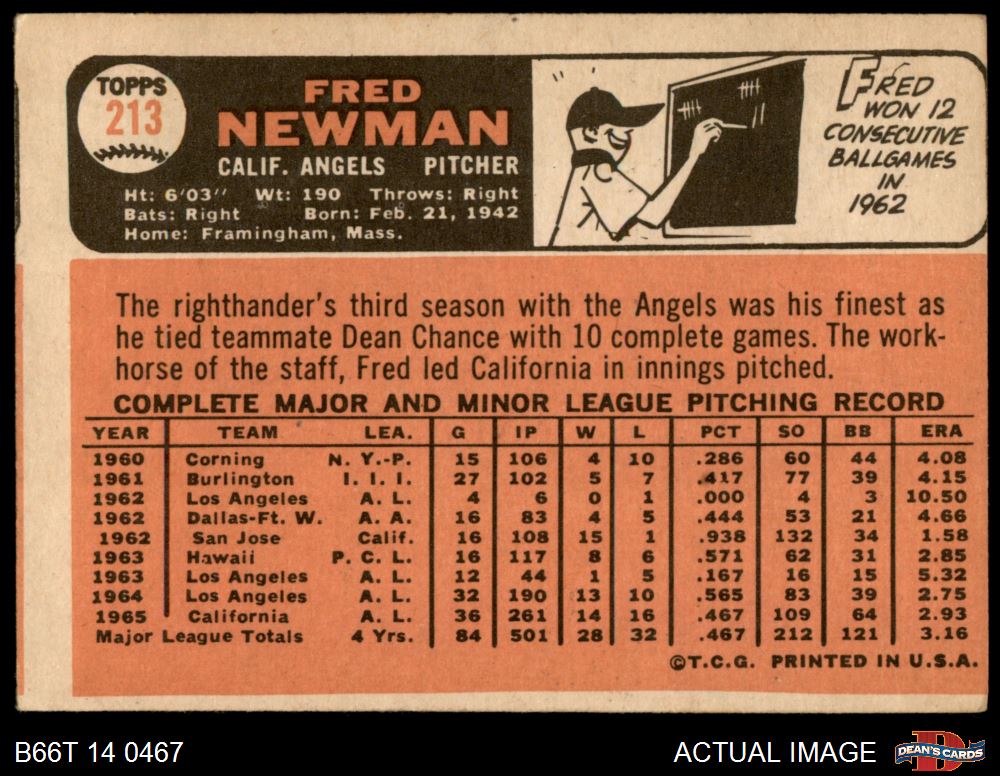 TOPPS
213
FRED
NEWMAN
CALIF. ANGELS PITCHER
Ht: 6'03" Wt: 190 Throws: Right
Bats: Right Born: Feb. 21, 1942
Home: Framingham, Mass.
FRED
WON 12
CONSECUTIVE
BALLGAMES
IN
1962
The righthander's third season with the Angels was his finest as
he tied teammate Dean Chance with 10 complete games. The work-
horse of the staff, Fred led California in innings pitched.
COMPLETE MAJOR AND MINOR LEAGUE PITCHING RECORD
YEAR TEAM LEA. G IP W L PCT SO BB ERA
1960 Corning N. Y.-P. 15 106 4 10 .286 60 44 4.08
1961 Burlington I. I. I. 27 102 5 7 .417 77 39 4.15
1962 Los Angeles A. L. 4 6 0 1 .000 4 3 10.50
1962 Dallas-Ft. W. A. A. 16 83 4 5 .444 53 21 4.66
1962 San Jose Calif. 16 108 15 1 .938 132 34 1.58
1963 Hawaii P. C. L. 16 117 8 6 .571 62 31 2.85
1963 Los Angeles A. L. 12 44 1 5 .167 16 15 5.32
1964 Los Angeles A. L. 32 190 13 10 .565 83 39 2.75
1965 California A. L. 36 261 14 16 .467 109 64 2.93
Major League Totals 4 Yrs. 84 501 28 32 .467 212 121 3.16
©T.C.G. PRINTED IN U.S.A.
B66T 14 0467 ACTUAL IMAGE DEAN'S CARDS